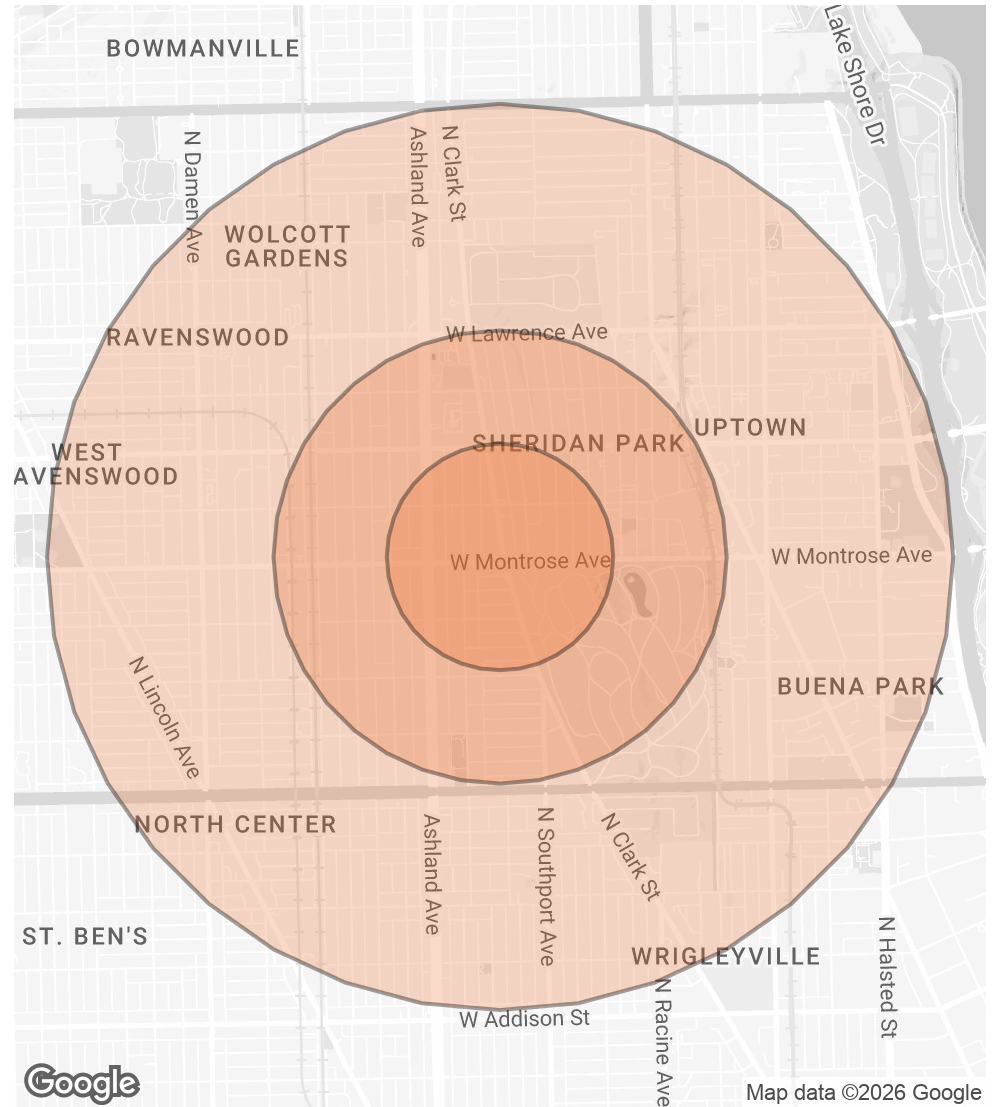 BOWMANVILLE
Lake Shore Dr
N Damen Ave
Ashland Ave
N Clark St
WOLCOTT
GARDENS
W Lawrence Ave
RAVENSWOOD
UPTOWN
SHERIDAN PARK
WEST
AVENSWOOD
W Montrose Ave
W Montrose Ave
N Lincoln Ave
BUENA PARK
NORTH CENTER
Ashland Ave
N Southport Ave
N Clark St
ST. BEN'S
WRIGLEYVILLE
N Halsted St
W Addison St
N Racine Ave
Google
Map data ©2026 Google